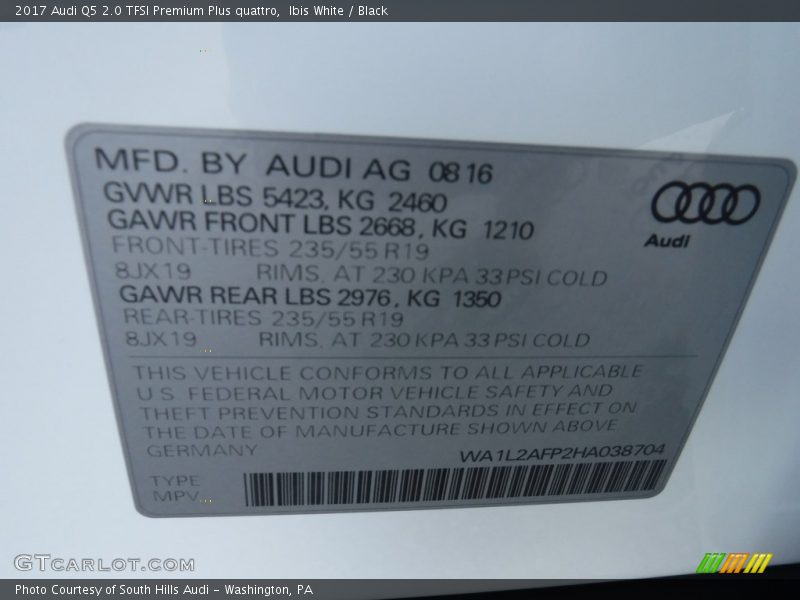 2017 Audi Q5 2.0 TFSI Premium Plus quattro,  Ibis White / Black
MFD. BY AUDI AG 0816
GVWR LBS 5423, KG 2460
GAWR FRONT LBS 2668, KG 1210
FRONT-TIRES 235/55 R19
8JX19 RIMS, AT 230 KPA 33 PSI COLD
GAWR REAR LBS 2976, KG 1350
REAR-TIRES 235/55 R19
8JX19 RIMS, AT 230 KPA 33 PSI COLD
Audi
THIS VEHICLE CONFORMS TO ALL APPLICABLE
U.S. FEDERAL MOTOR VEHICLE SAFETY AND
THEFT PREVENTION STANDARDS IN EFFECT ON
THE DATE OF MANUFACTURE SHOWN ABOVE
GERMANY WA1L2AFP2HA038704
TYPE
MPV
GTCARLOT.COM
Photo Courtesy of South Hills Audi - Washington, PA